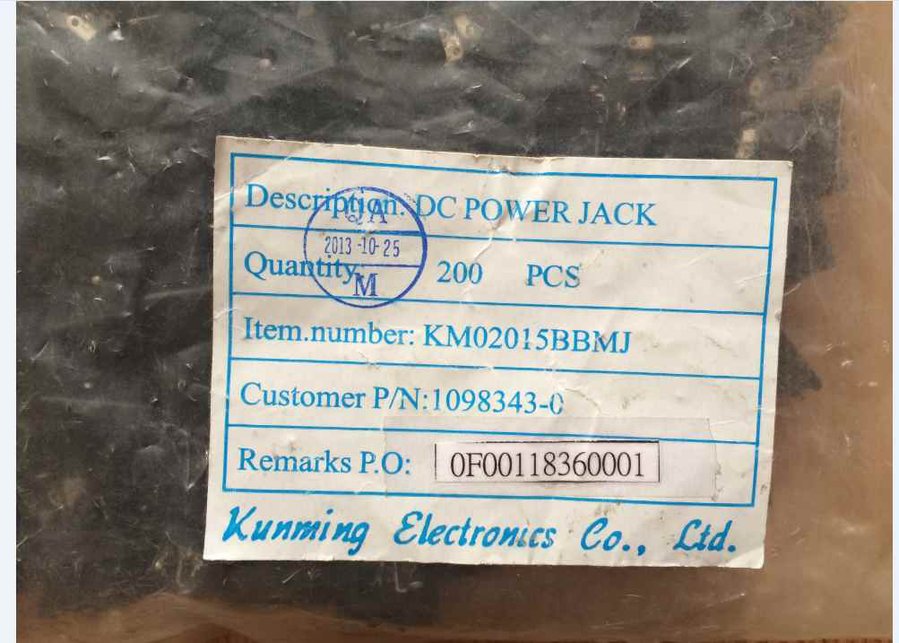 Description: DC POWER JACK
QA
2013-10-25
M
Quantity: 200 PCS
Item.number: KM02015BBMJ
Customer P/N:1098343-0
Remarks P.O: 0F00118360001
Kunming Electronics Co., Ltd.